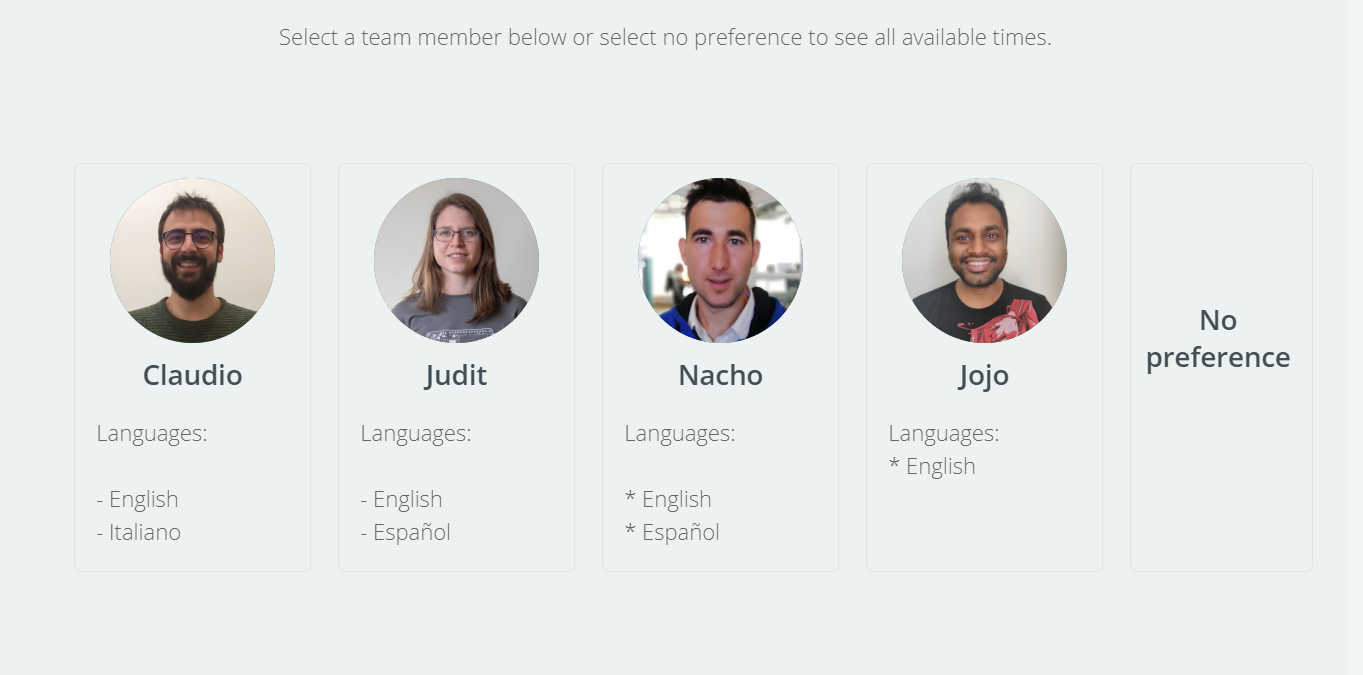 Select a team member below or select no preference to see all available times.
Claudio
Languages:
- English
- Italiano
Judit
Languages:
- English
- Español
Nacho
Languages:
* English
* Español
Jojo
Languages:
* English
No
preference